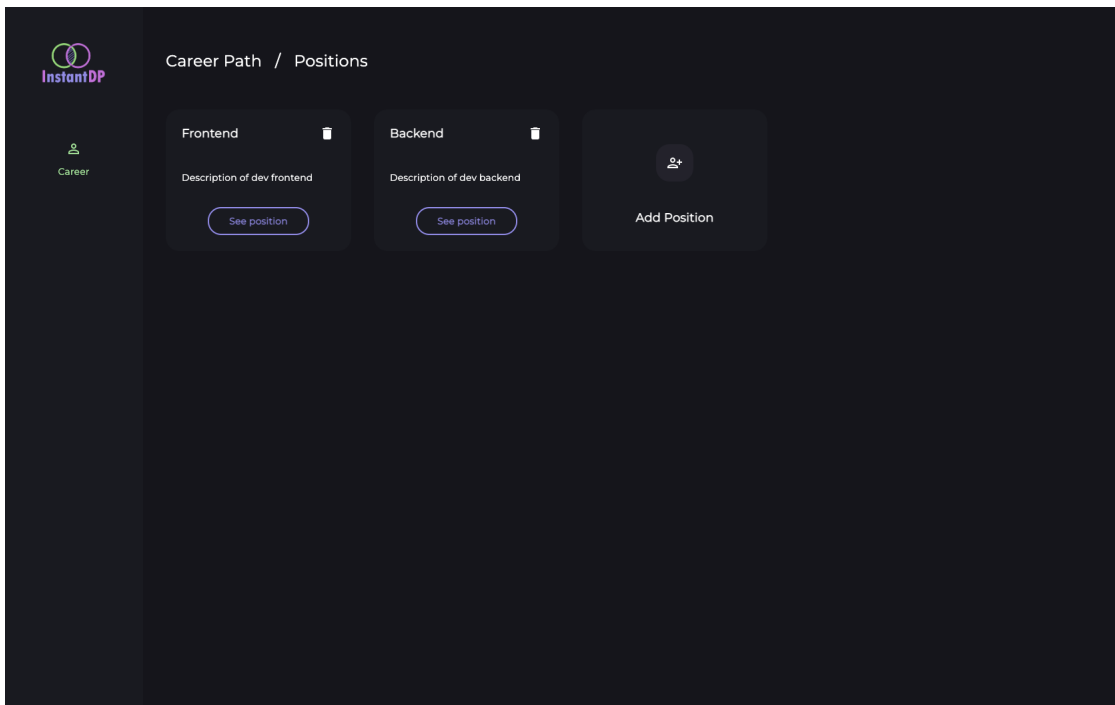 InstantDP
Career
Career Path / Positions
Frontend
Description of dev frontend
See position
Backend
Description of dev backend
See position
Add Position